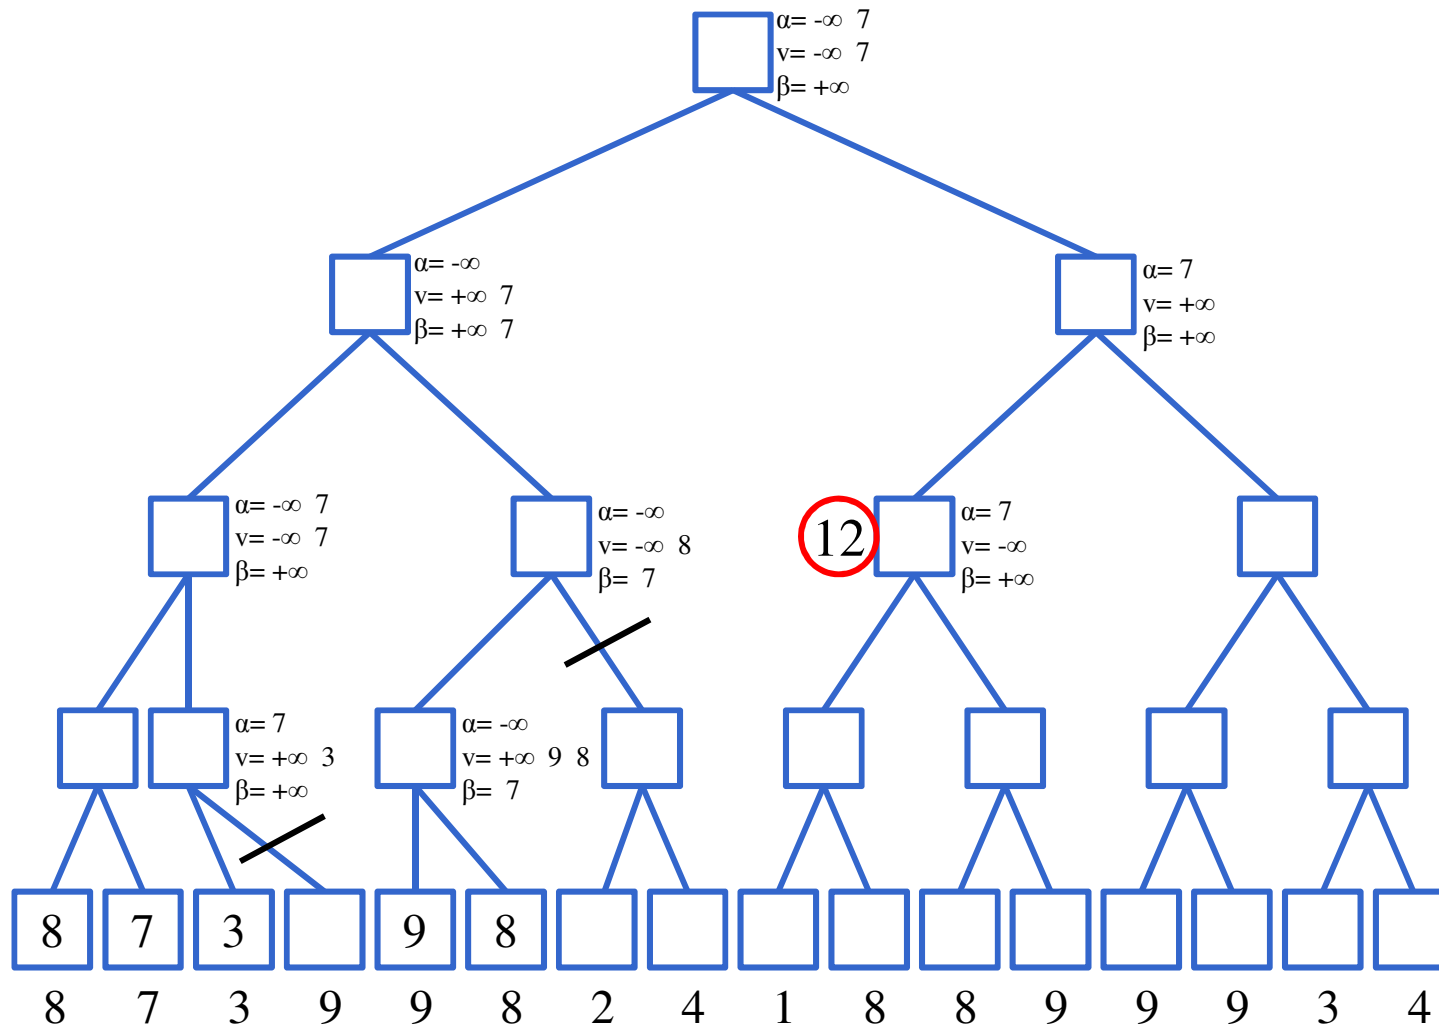 α= -∞ 7
v= -∞ 7
β= +∞
α= -∞
v= +∞ 7
β= +∞ 7
α= 7
v= +∞
β= +∞
α= -∞ 7
v= -∞ 7
β= +∞
α= -∞
v= -∞ 8
β= 7
12
α= 7
v= -∞
β= +∞
α= 7
v= +∞ 3
β= +∞
α= -∞
v= +∞ 9 8
β= 7
8 7 3 9 8
8 7 3 9 9 8 2 4 1 8 8 9 9 9 3 4